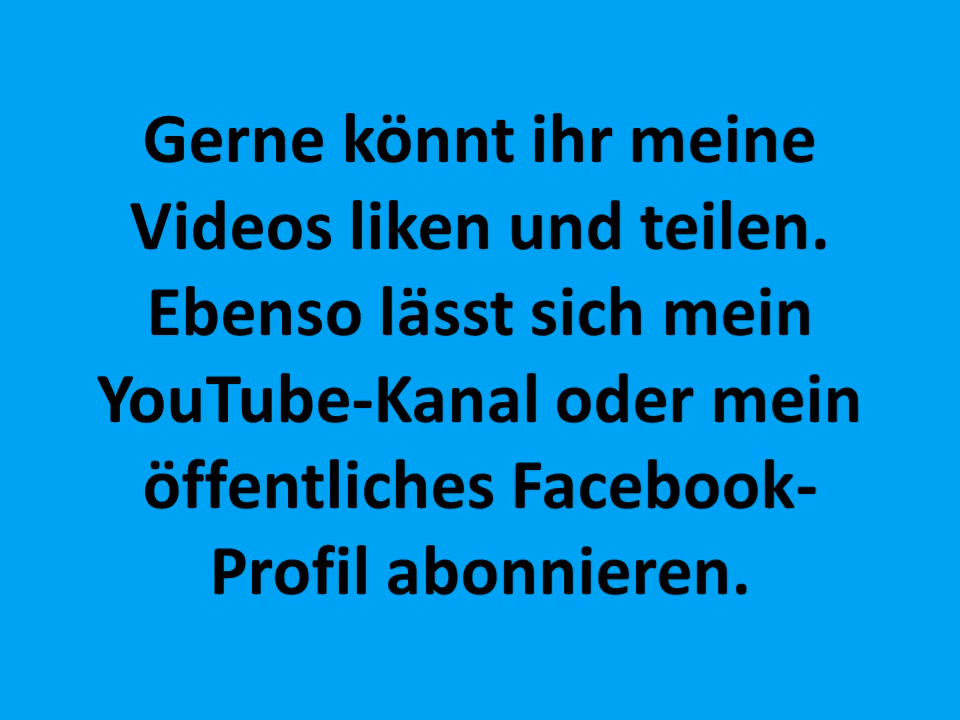 Gerne könnt ihr meine
Videos liken und teilen.
Ebenso lässt sich mein
YouTube-Kanal oder mein
öffentliches Facebook-
Profil abonnieren.